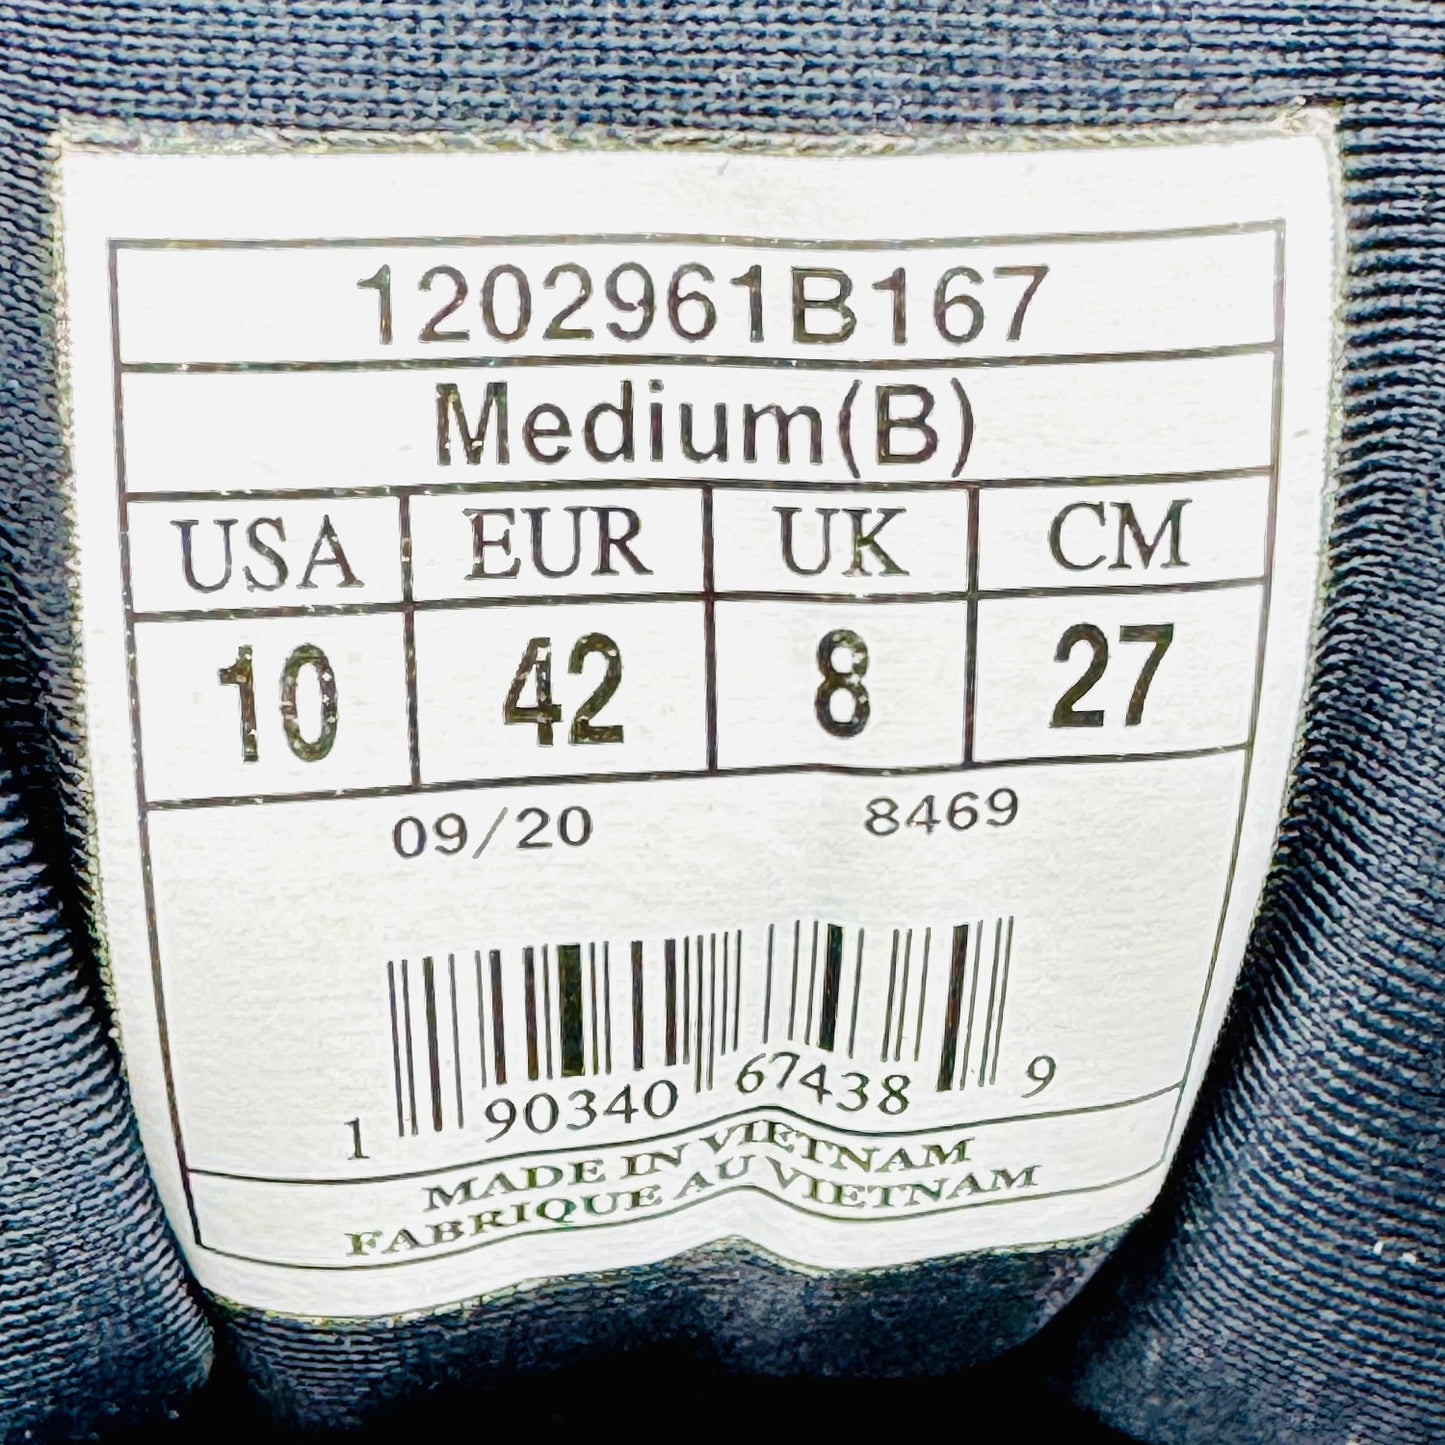 1202961B167
Medium(B)
USA EUR UK CM
10 42 8 27
09/20 8469
1 90340 67438 9
MADE IN VIETNAM
FABRIQUE AU VIETNAM